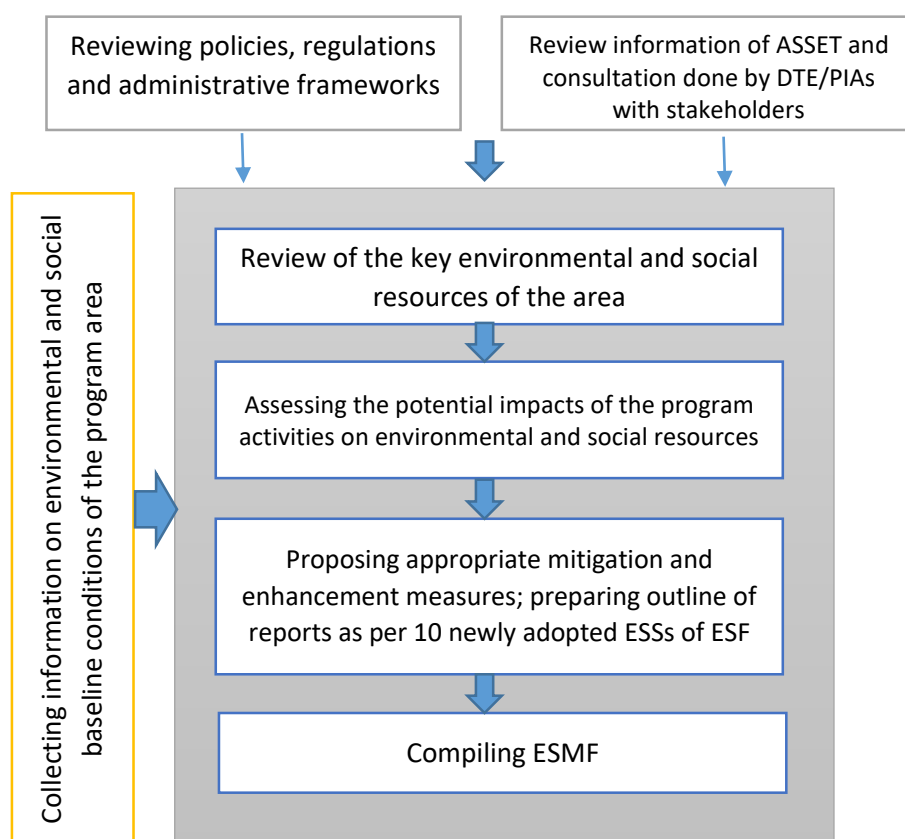 Reviewing policies, regulations
and administrative frameworks
Review information of ASSET and
consultation done by DTE/PIAs
with stakeholders
Collecting information on environmental and social
baseline conditions of the program area
Review of the key environmental and social
resources of the area
Assessing the potential impacts of the program
activities on environmental and social resources
Proposing appropriate mitigation and
enhancement measures; preparing outline of
reports as per 10 newly adopted ESSs of ESF
Compiling ESMF